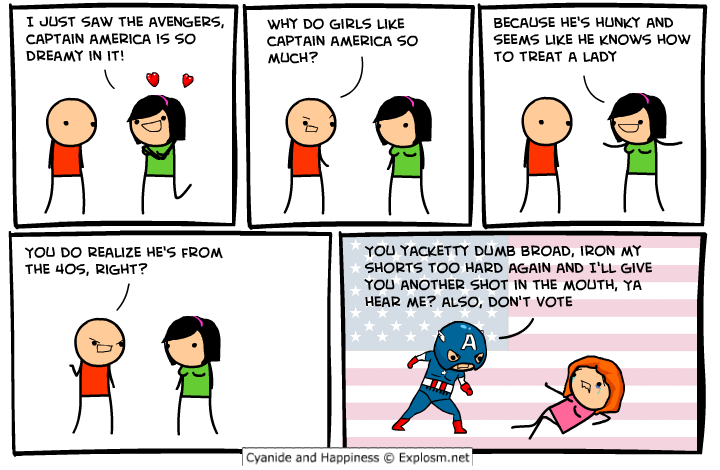 I JUST SAW THE AVENGERS,
CAPTAIN AMERICA IS SO
DREAMY IN IT!
WHY DO GIRLS LIKE
CAPTAIN AMERICA SO
MUCH?
BECAUSE HE'S HUNKY AND
SEEMS LIKE HE KNOWS HOW
TO TREAT A LADY
YOU DO REALIZE HE'S FROM
THE 40S, RIGHT?
YOU YACKETTY DUMB BROAD, IRON MY
SHORTS TOO HARD AGAIN AND I'LL GIVE
YOU ANOTHER SHOT IN THE MOUTH, YA
HEAR ME? ALSO, DON'T VOTE
A
Cyanide and Happiness © Explosm.net